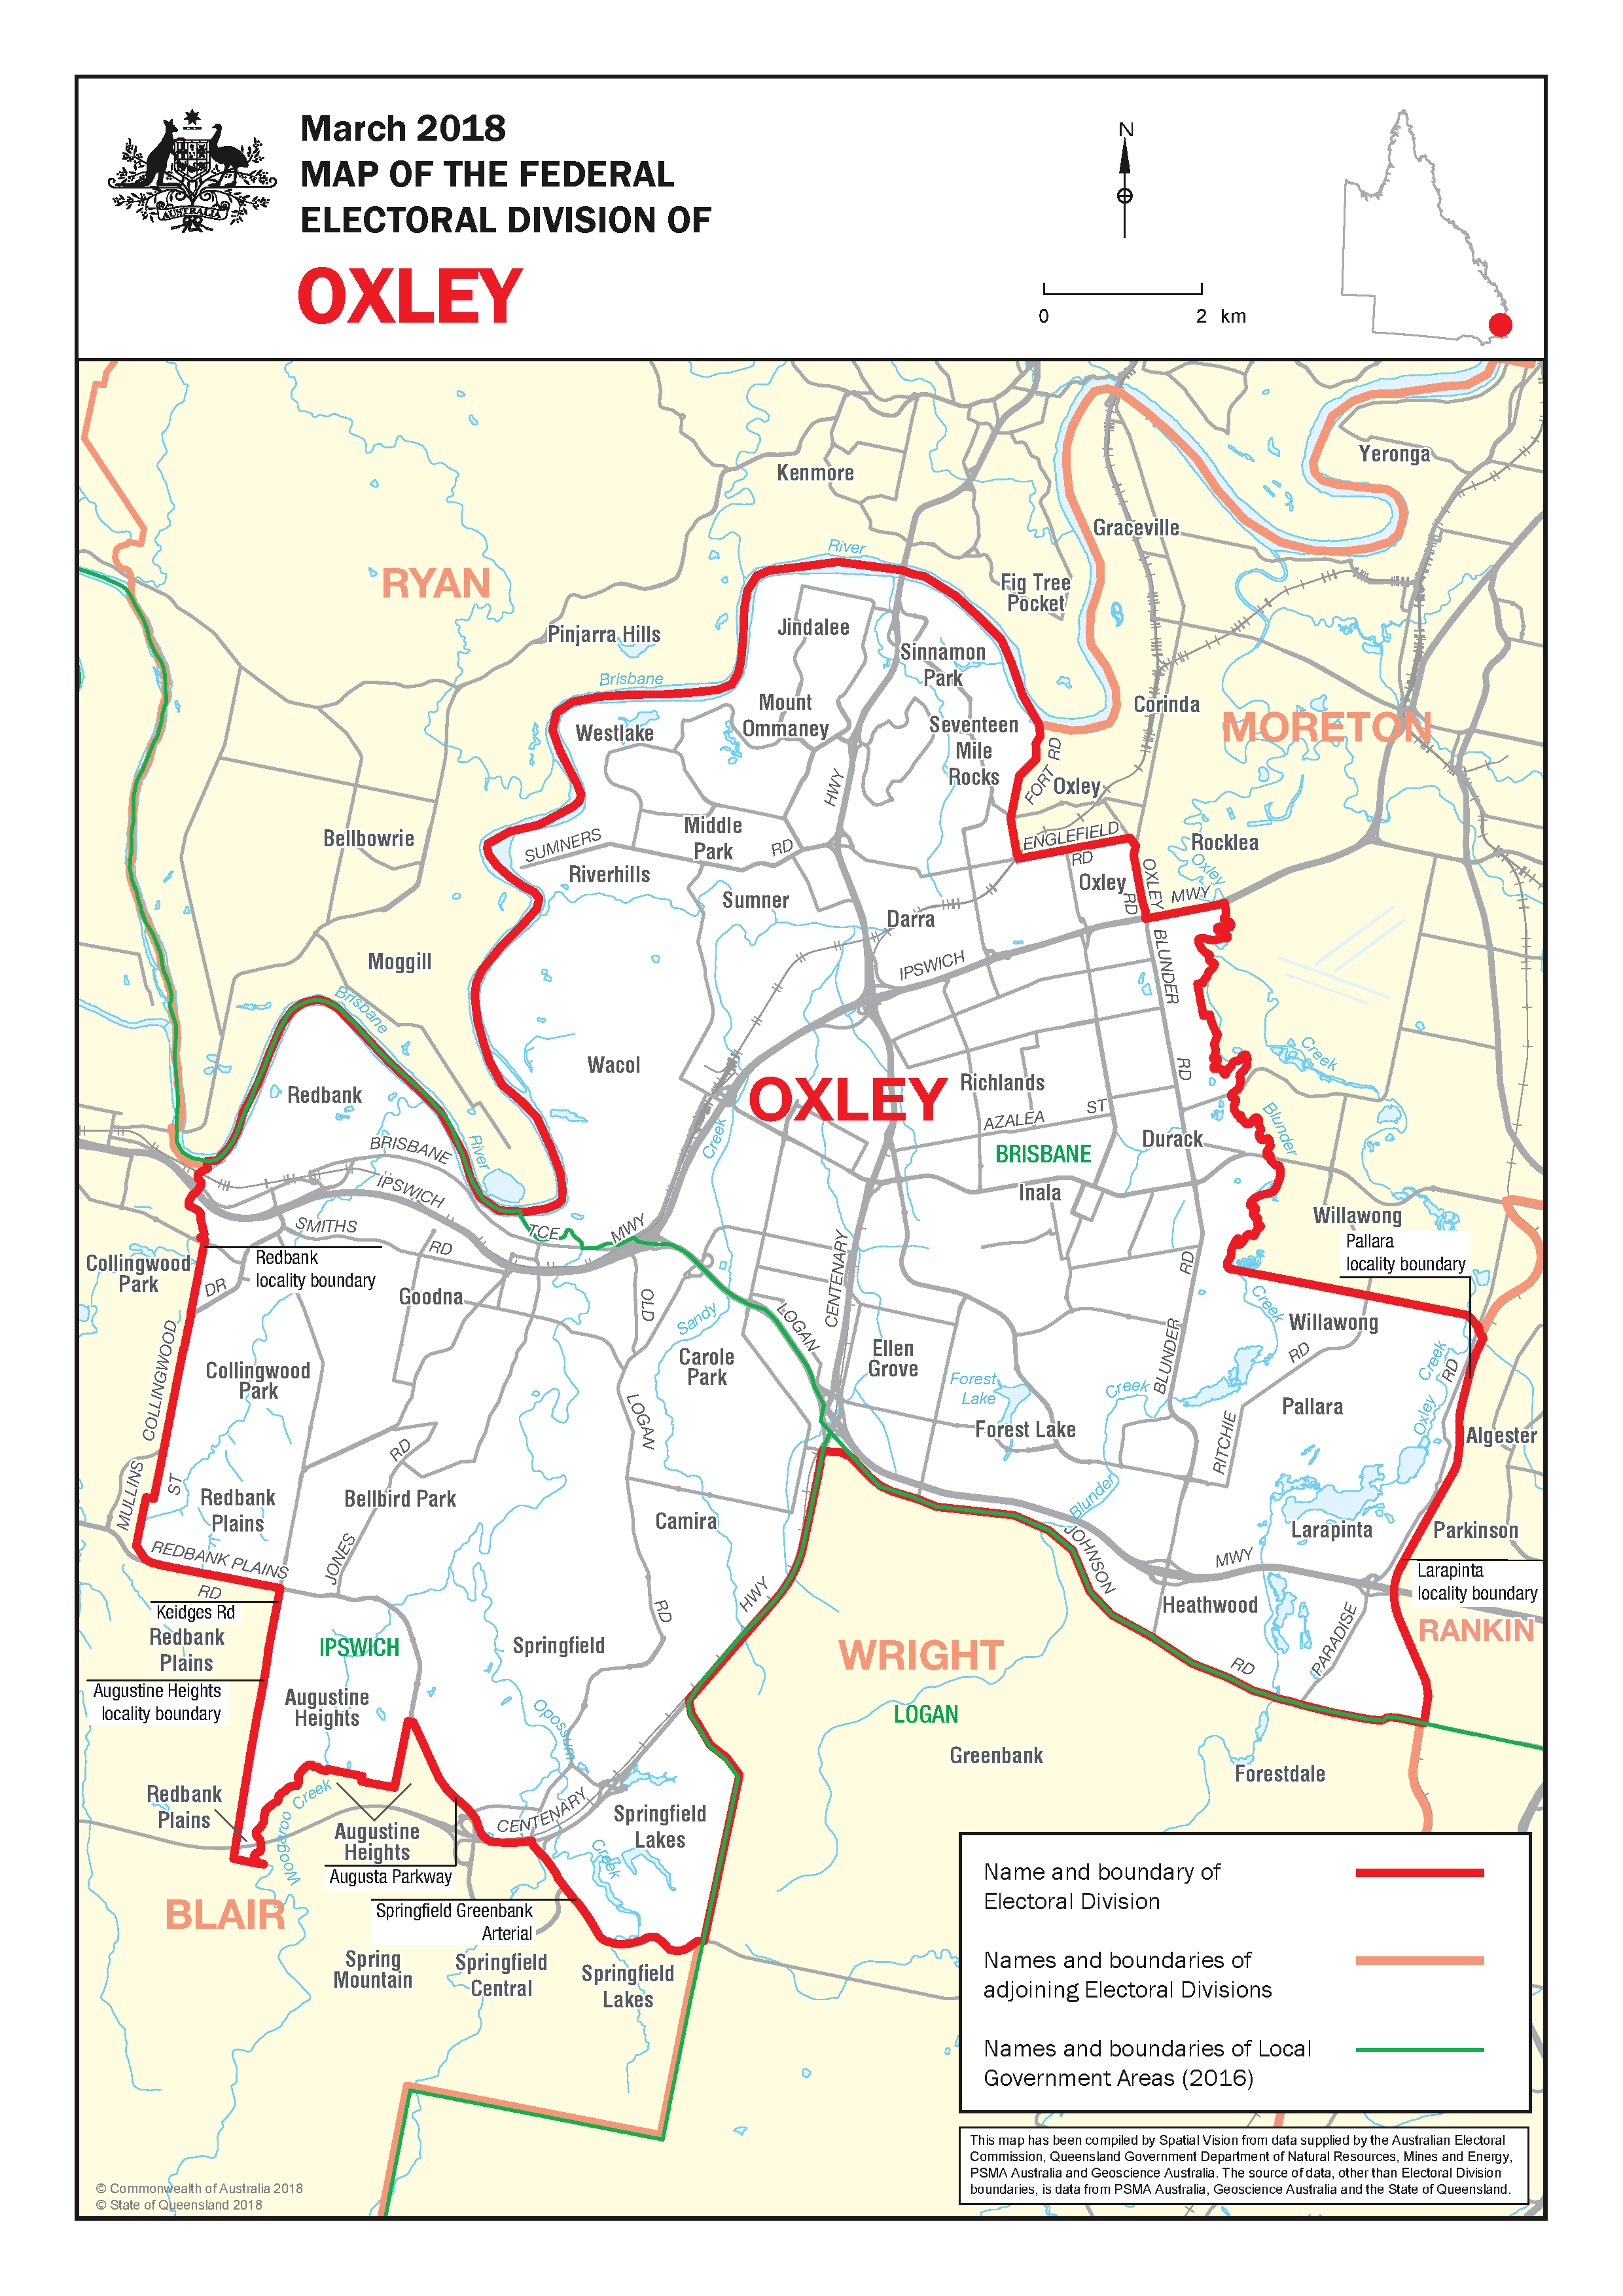 March 2018
MAP OF THE FEDERAL
ELECTORAL DIVISION OF
OXLEY
AUSTRALIA
N
0 2 km
Yeronga
Kenmore
Graceville
River
RYAN
Fig Tree
Pocket
Pinjarra Hills
Jindalee
Sinnamon
Park
Brisbane
Mount
Ommaney
Corinda
Westlake
Seventeen
Mile
Rocks
MORETON
FORT RD
HWY
Oxley
Bellbowrie
SUMNERS
RD
Middle
Park
ENGLEFIELD
RD
Rocklea
Riverhills
Oxley
OXLEY
RD
MWY
Oxley
Sumner
Darra
Moggill
IPSWICH
BLUNDER
Brisbane
Creek
Wacol
RD
Redbank
OXLEY
Richlands
AZALEA ST
Creek
Blunder
BRISBANE
River
BRISBANE
Durack
IPSWICH
Inala
Willawong
SMITHS
RD
TCE
MWY
Pallara
locality boundary
Collingwood
Park
Redbank
locality boundary
DR
CENTENARY
RD
Goodna
OLD
Sandy
LOGAN
Creek
Willawong
COLLINGWOOD
Carole
Park
Ellen
Grove
BLUNDER
RD
Creek
RD
Collingwood
Park
Forest
Lake
Creek
Pallara
Oxley
LOGAN
Forest Lake
RITCHIE
Algester
RD
MULLINS
ST
Redbank
Plains
Bellbird Park
Blunder
Camira
Larapinta
Parkinson
REDBANK PLAINS
RD
JONES
JOHNSON
MWY
Larapinta
locality boundary
Keidges Rd
Redbank
Plains
HWY
RD
Heathwood
RANKIN
IPSWICH
Springfield
WRIGHT
PARADISE
RD
Augustine Heights
locality boundary
Augustine
Heights
Opossum
LOGAN
Greenbank
Forestdale
Redbank
Plains
Woogaroo Creek
CENTENARY
Springfield
Lakes
Augustine
Heights
Creek
Augusta Parkway
BLAIR
Springfield Greenbank
Arterial
Spring
Mountain
Springfield
Central
Springfield
Lakes
Name and boundary of
Electoral Division
Names and boundaries of
adjoining Electoral Divisions
Names and boundaries of Local
Government Areas (2016)
This map has been compiled by Spatial Vision from data supplied by the Australian Electoral
Commission, Queensland Government Department of Natural Resources, Mines and Energy,
PSMA Australia and Geoscience Australia. The source of data, other than Electoral Division
boundaries, is data from PSMA Australia, Geoscience Australia and the State of Queensland.
© Commonwealth of Australia 2018
© State of Queensland 2018